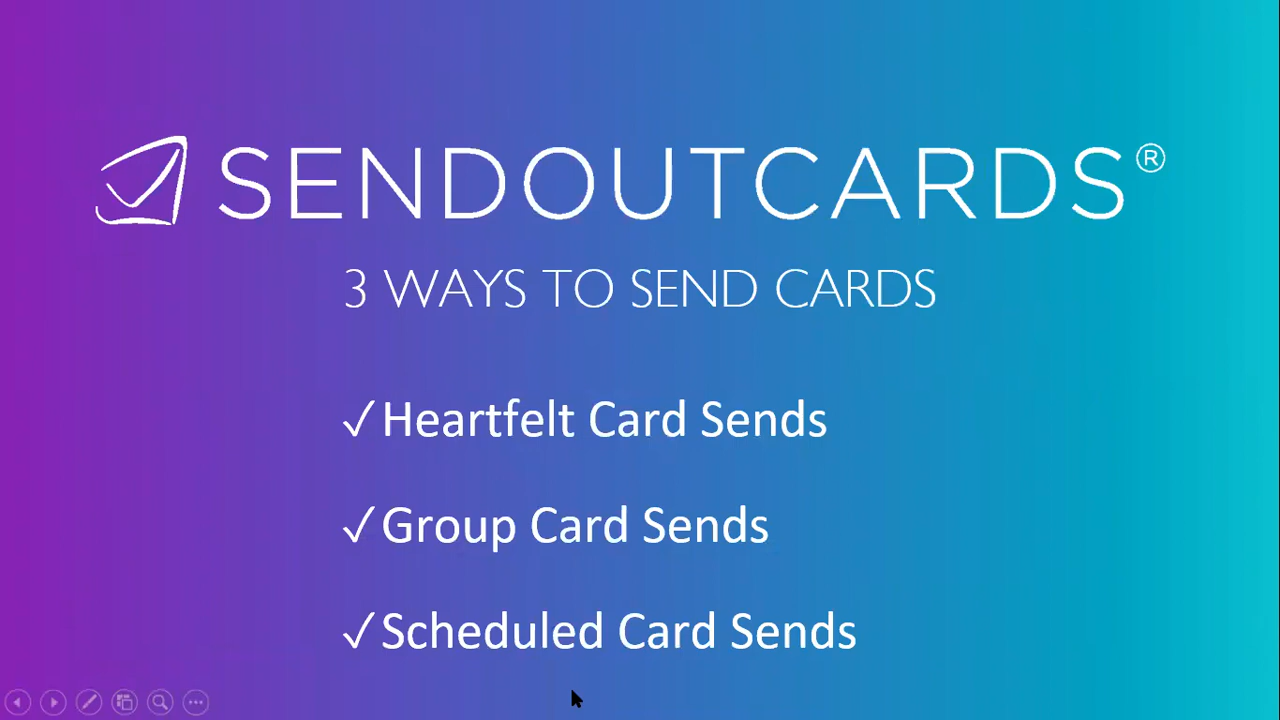 SENDOUTCARDS®
3 WAYS TO SEND CARDS
✓Heartfelt Card Sends
✓Group Card Sends
✓Scheduled Card Sends